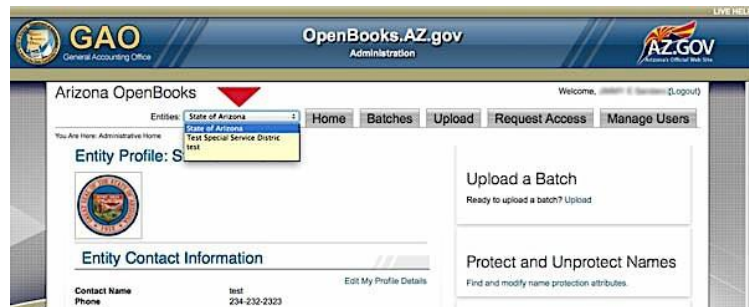 LIVE HEL
GAO
General Accounting Office
OpenBooks.AZ.gov
Administration
AZ.GOV
Arizona's Official Web Site
Arizona OpenBooks
Welcome, (Logout)
Entities: State of Arizona Home Batches Upload Request Access Manage Users
State of Arizona
Test Special Service Distric
test
You Are Here: Administrative Home
Entity Profile: S
Upload a Batch
Ready to upload a batch? Upload
Entity Contact Information
Edit My Profile Details
Contact Name test
Phone 234-232-2323
Protect and Unprotect Names
Find and modify name protection attributes.